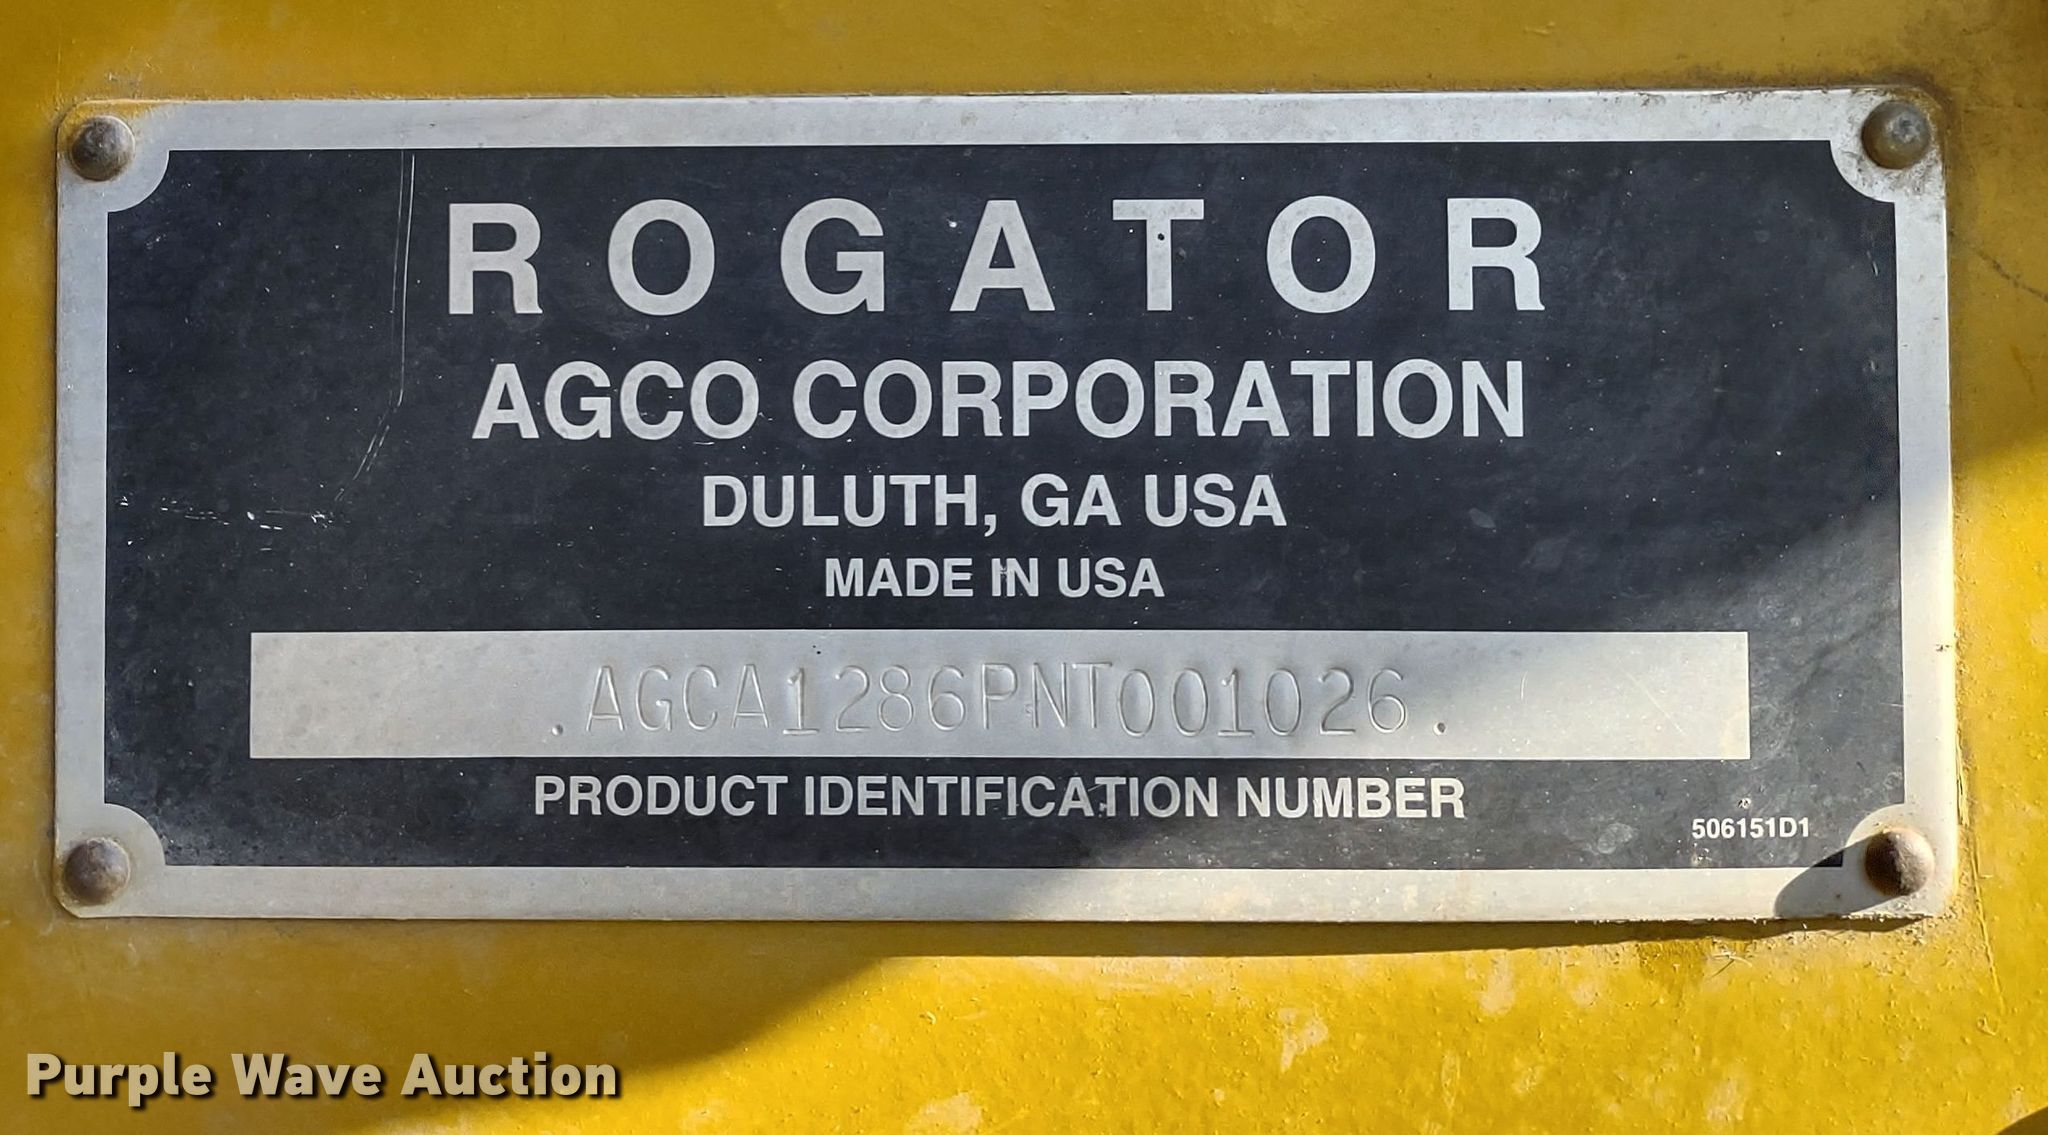 ROGATOR
AGCO CORPORATION
DULUTH, GA USA
MADE IN USA
.AGCA1286PNT001026.
PRODUCT IDENTIFICATION NUMBER
506151D1
Purple Wave Auction